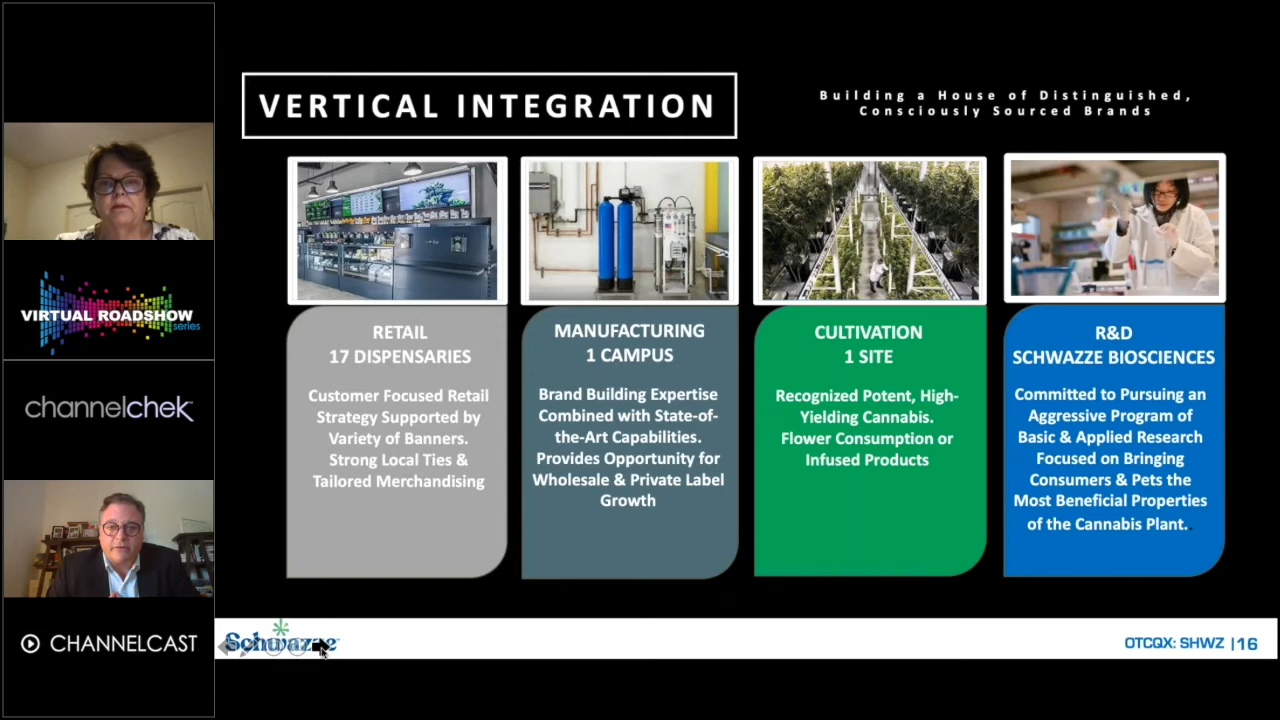 VERTICAL INTEGRATION
Building a House of Distinguished,
Consciously Sourced Brands
VIRTUAL ROADSHOW
series
channelchek
CHANNELCAST
RETAIL
17 DISPENSARIES
Customer Focused Retail
Strategy Supported by
Variety of Banners.
Strong Local Ties &
Tailored Merchandising
MANUFACTURING
1 CAMPUS
Brand Building Expertise
Combined with State-of-
the-Art Capabilities.
Provides Opportunity for
Wholesale & Private Label
Growth
CULTIVATION
1 SITE
Recognized Potent, High-
Yielding Cannabis.
Flower Consumption or
Infused Products
R&D
SCHWAZZE BIOSCIENCES
Committed to Pursuing an
Aggressive Program of
Basic & Applied Research
Focused on Bringing
Consumers & Pets the
Most Beneficial Properties
of the Cannabis Plant..
Schwazze
OTCQX: SHWZ | 16